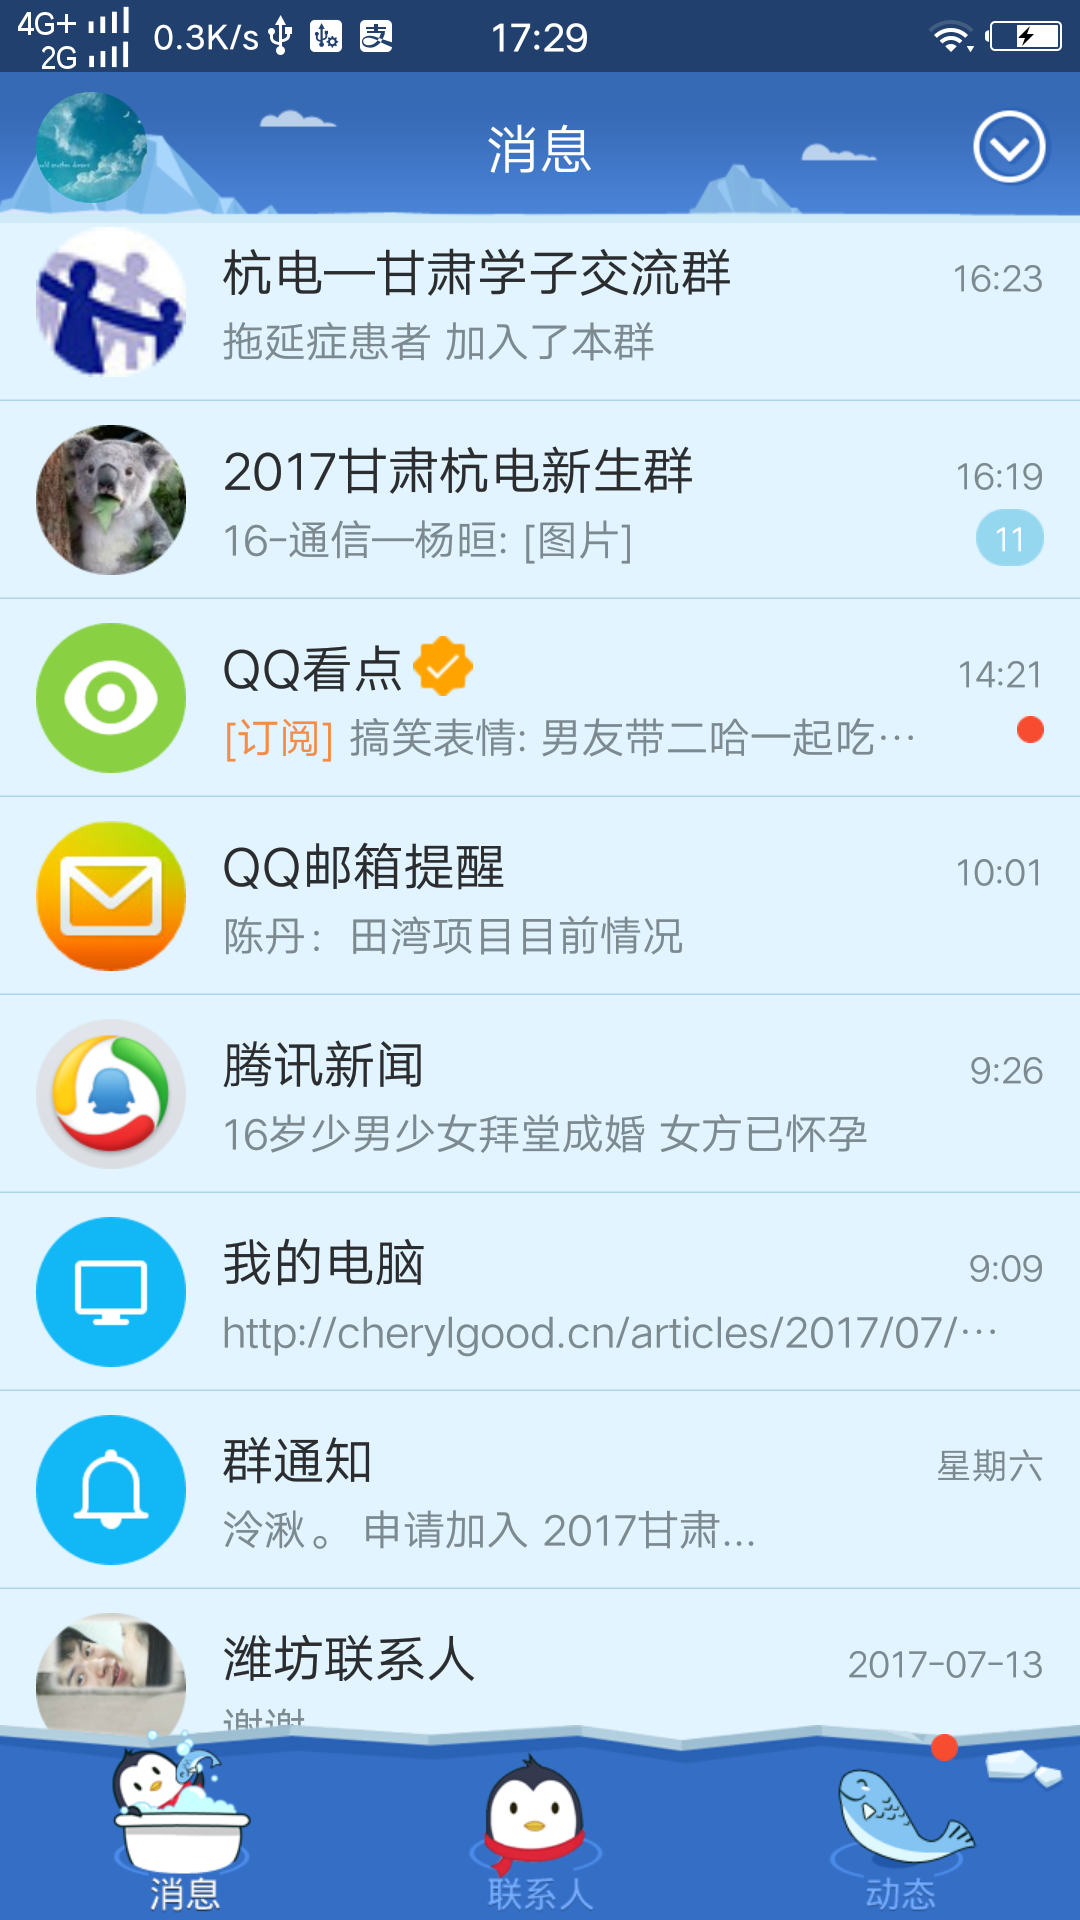 4G+
2G
0.3K/s
17:29
消息
杭电—甘肃学子交流群
16:23
拖延症患者 加入了本群
2017甘肃杭电新生群
16:19
16-通信—杨晅: [图片]
11
QQ看点
14:21
[订阅] 搞笑表情: 男友带二哈一起吃…
QQ邮箱提醒
10:01
陈丹：田湾项目目前情况
腾讯新闻
9:26
16岁少男少女拜堂成婚 女方已怀孕
我的电脑
9:09
http://cherylgood.cn/articles/2017/07/…
群通知
星期六
泠湫。 申请加入 2017甘肃...
潍坊联系人
2017-07-13
谢谢
消息
联系人
动态